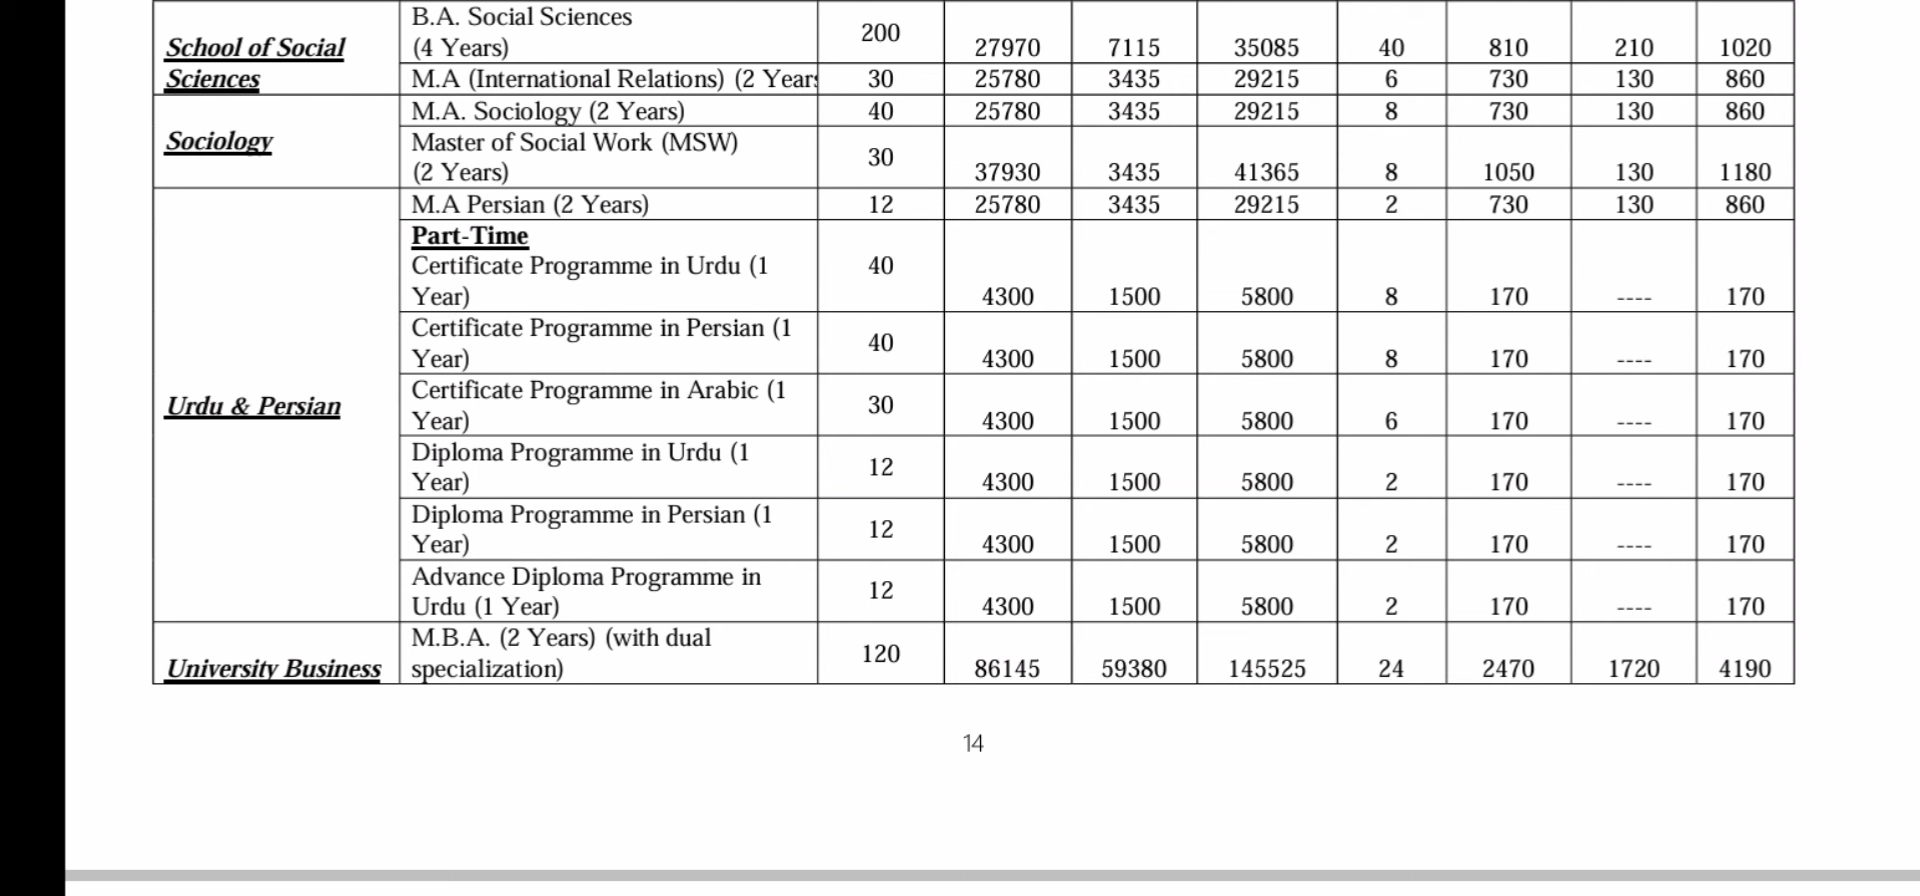 School of Social
Sciences
B.A. Social Sciences
(4 Years) 200 27970 7115 35085 40 810 210 1020
M.A (International Relations) (2 Year 30 25780 3435 29215 6 730 130 860
Sociology
M.A. Sociology (2 Years) 40 25780 3435 29215 8 730 130 860
Master of Social Work (MSW)
(2 Years) 30 37930 3435 41365 8 1050 130 1180
Urdu & Persian
M.A Persian (2 Years) 12 25780 3435 29215 2 730 130 860
Part-Time
Certificate Programme in Urdu (1
Year) 40 4300 1500 5800 8 170 ---- 170
Certificate Programme in Persian (1
Year) 40 4300 1500 5800 8 170 ---- 170
Certificate Programme in Arabic (1
Year) 30 4300 1500 5800 6 170 ---- 170
Diploma Programme in Urdu (1
Year) 12 4300 1500 5800 2 170 ---- 170
Diploma Programme in Persian (1
Year) 12 4300 1500 5800 2 170 ---- 170
Advance Diploma Programme in
Urdu (1 Year) 12 4300 1500 5800 2 170 ---- 170
University Business
M.B.A. (2 Years) (with dual
specialization) 120 86145 59380 145525 24 2470 1720 4190
14